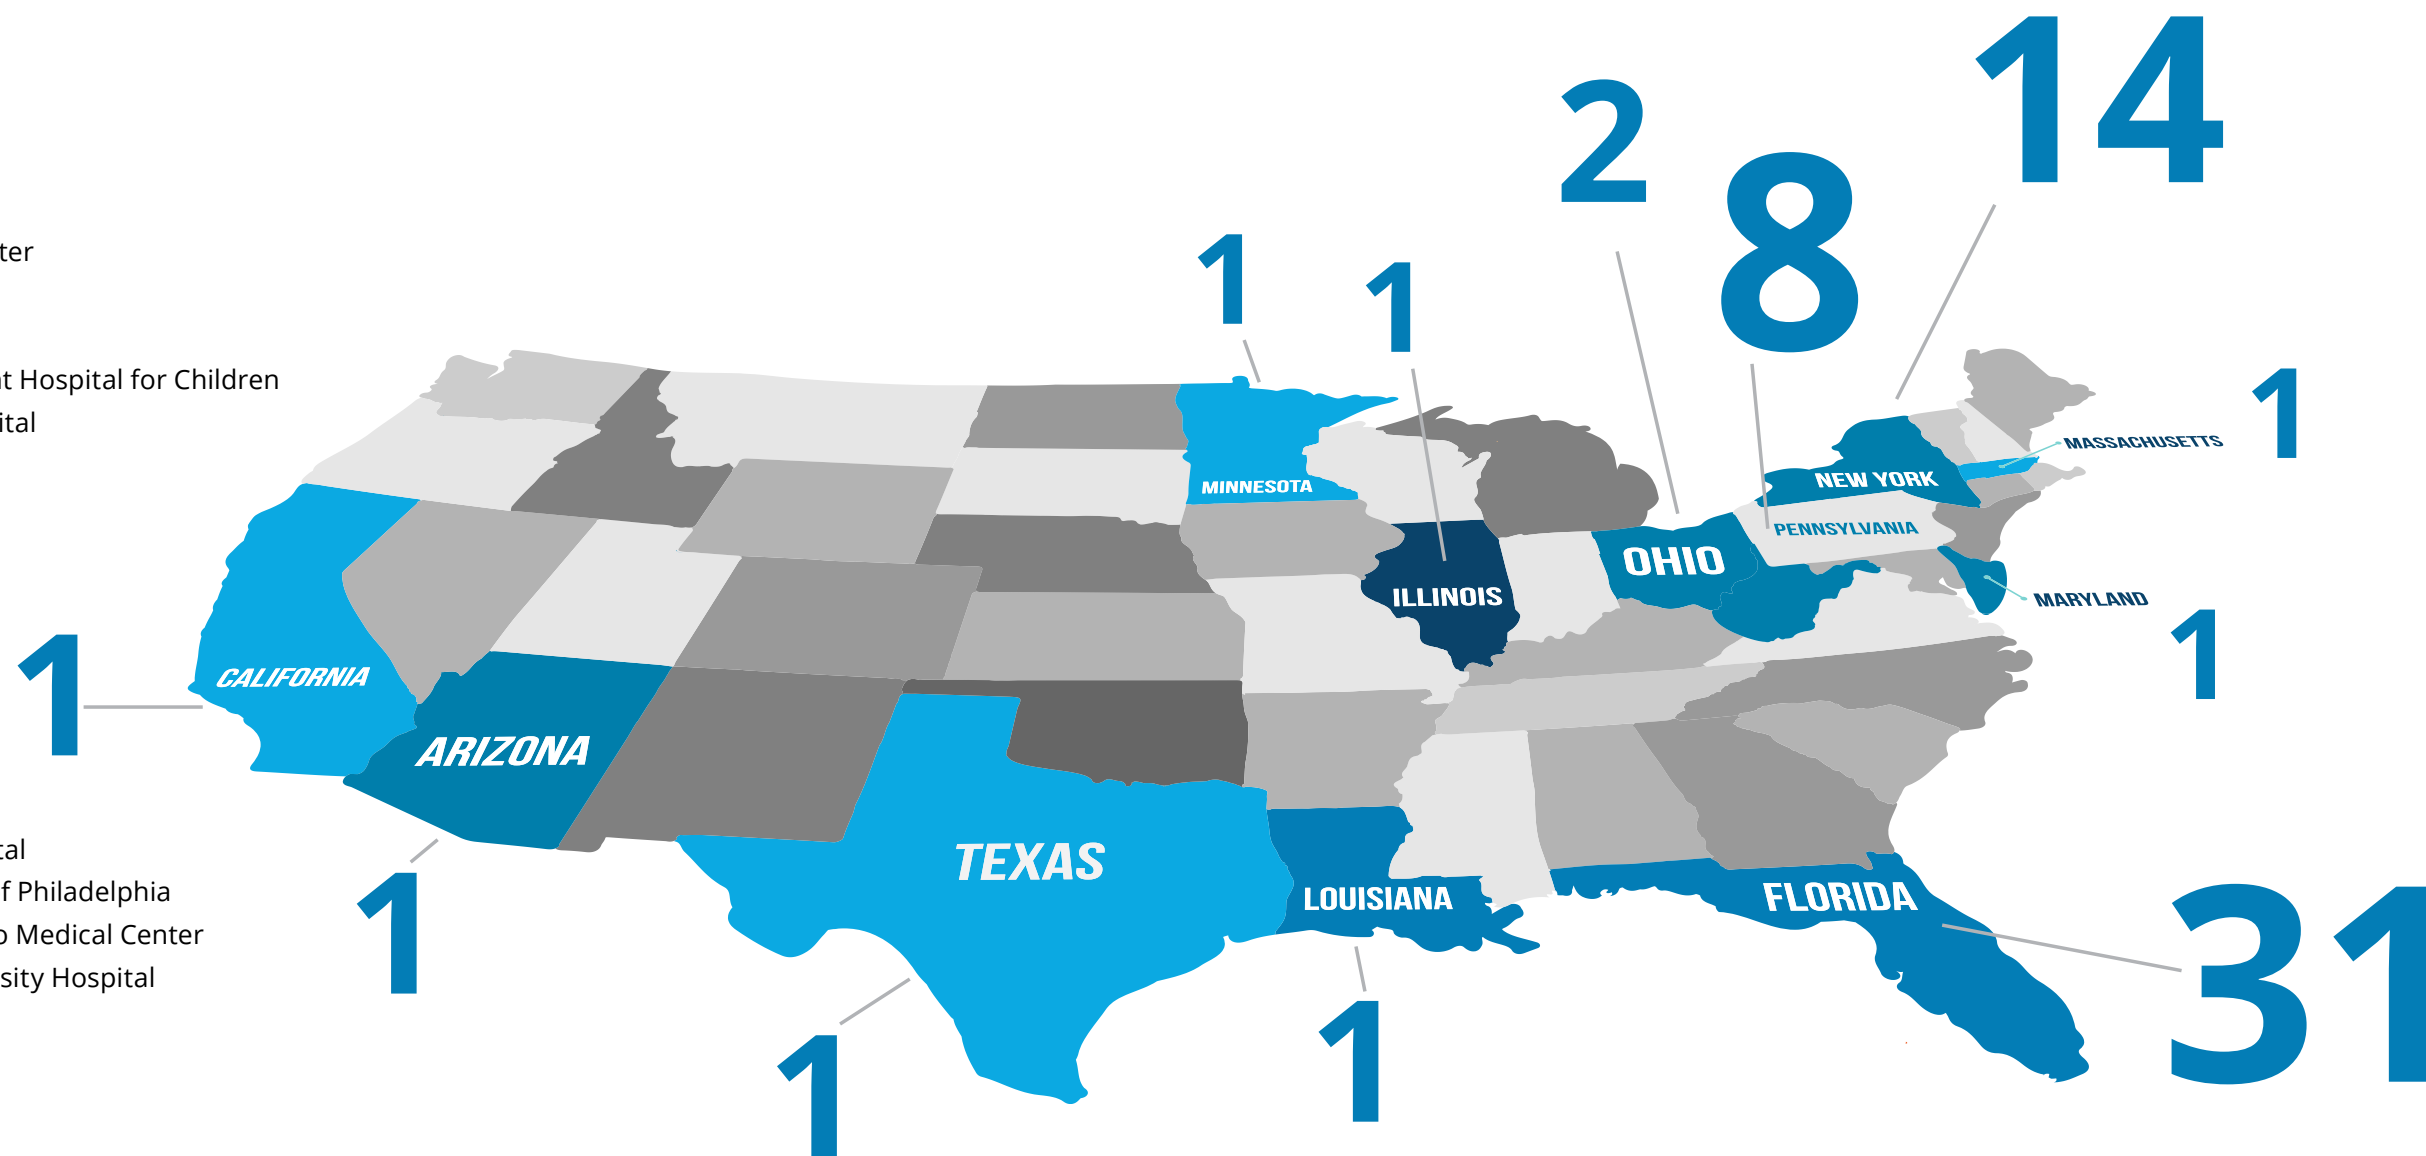 14
2
8
1
1
ter
t Hospital for Children
ital
1
MASSACHUSETTS
NEW YORK
MINNESOTA
PENNSYLVANIA
OHIO
ILLINOIS
MARYLAND
1
1
CALIFORNIA
ARIZONA
TEXAS
LOUISIANA
FLORIDA
tal
f Philadelphia
o Medical Center
sity Hospital
1
31
1
1